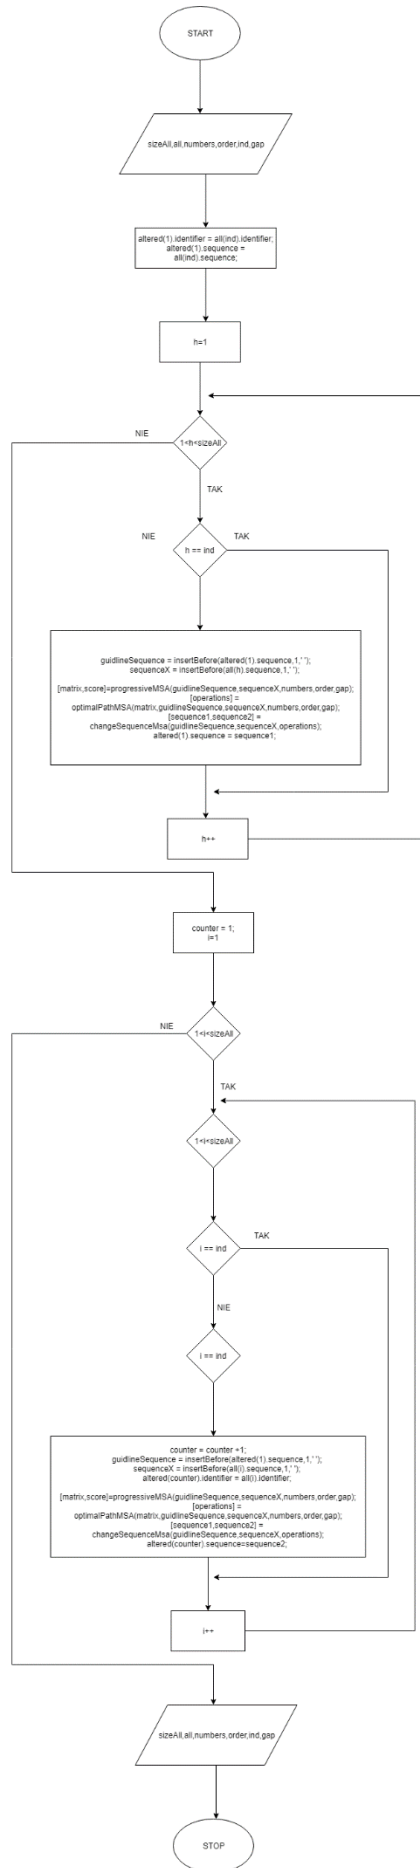 START
sizeAll,all,numbers,order,ind,gap
altered(1).identifier = all(ind).identifier;
altered(1).sequence =
all(ind).sequence;
h=1
NIE
1<h<sizeAll
TAK
NIE
TAK
h == ind
guidlineSequence = insertBefore(altered(1).sequence,1,' ');
sequenceX = insertBefore(all(h).sequence,1,' ');
[matrix,score]=progressiveMSA(guidlineSequence,sequenceX,numbers,order,gap);
[operations] =
optimalPathMSA(matrix,guidlineSequence,sequenceX,numbers,order,gap);
[sequence1,sequence2] =
changeSequenceMsa(guidlineSequence,sequenceX,operations);
altered(1).sequence = sequence1;
h++
counter = 1;
i=1
NIE
1<i<sizeAll
TAK
1<i<sizeAll
TAK
i == ind
NIE
i == ind
counter = counter +1;
guidlineSequence = insertBefore(altered(1).sequence,1,' ');
sequenceX = insertBefore(all(i).sequence,1,' ');
altered(counter).identifier = all(i).identifier;
[matrix,score]=progressiveMSA(guidlineSequence,sequenceX,numbers,order,gap);
[operations] =
optimalPathMSA(matrix,guidlineSequence,sequenceX,numbers,order,gap);
[sequence1,sequence2] =
changeSequenceMsa(guidlineSequence,sequenceX,operations);
altered(counter).sequence=sequence2;
i++
sizeAll,all,numbers,order,ind,gap
STOP